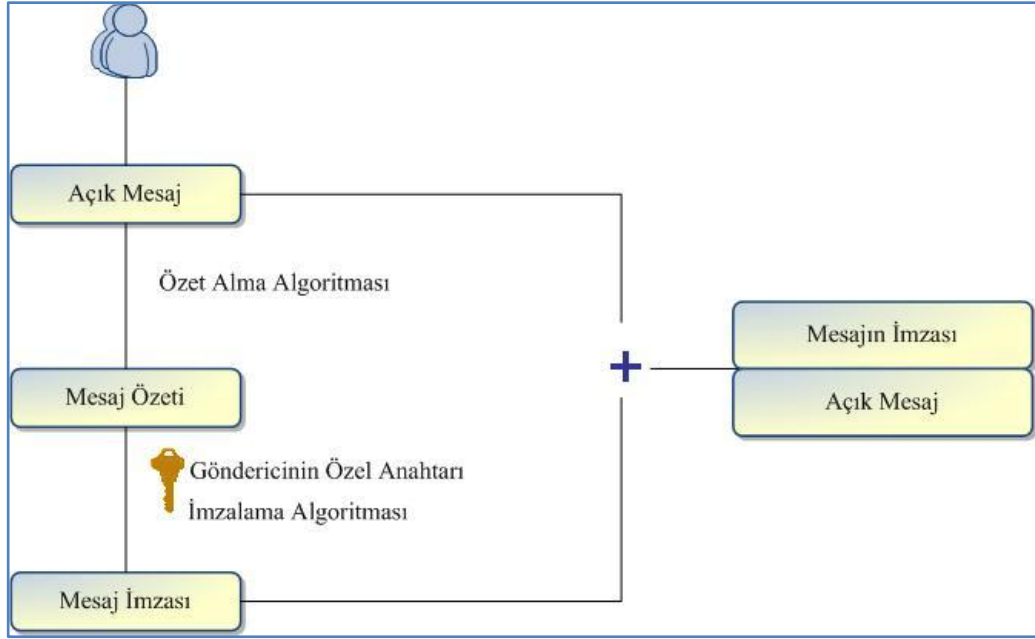 Açık Mesaj
Özet Alma Algoritması
Mesaj Özeti
Göndericinin Özel Anahtarı
İmzalama Algoritması
Mesaj İmzası
+
Mesajın İmzası
Açık Mesaj